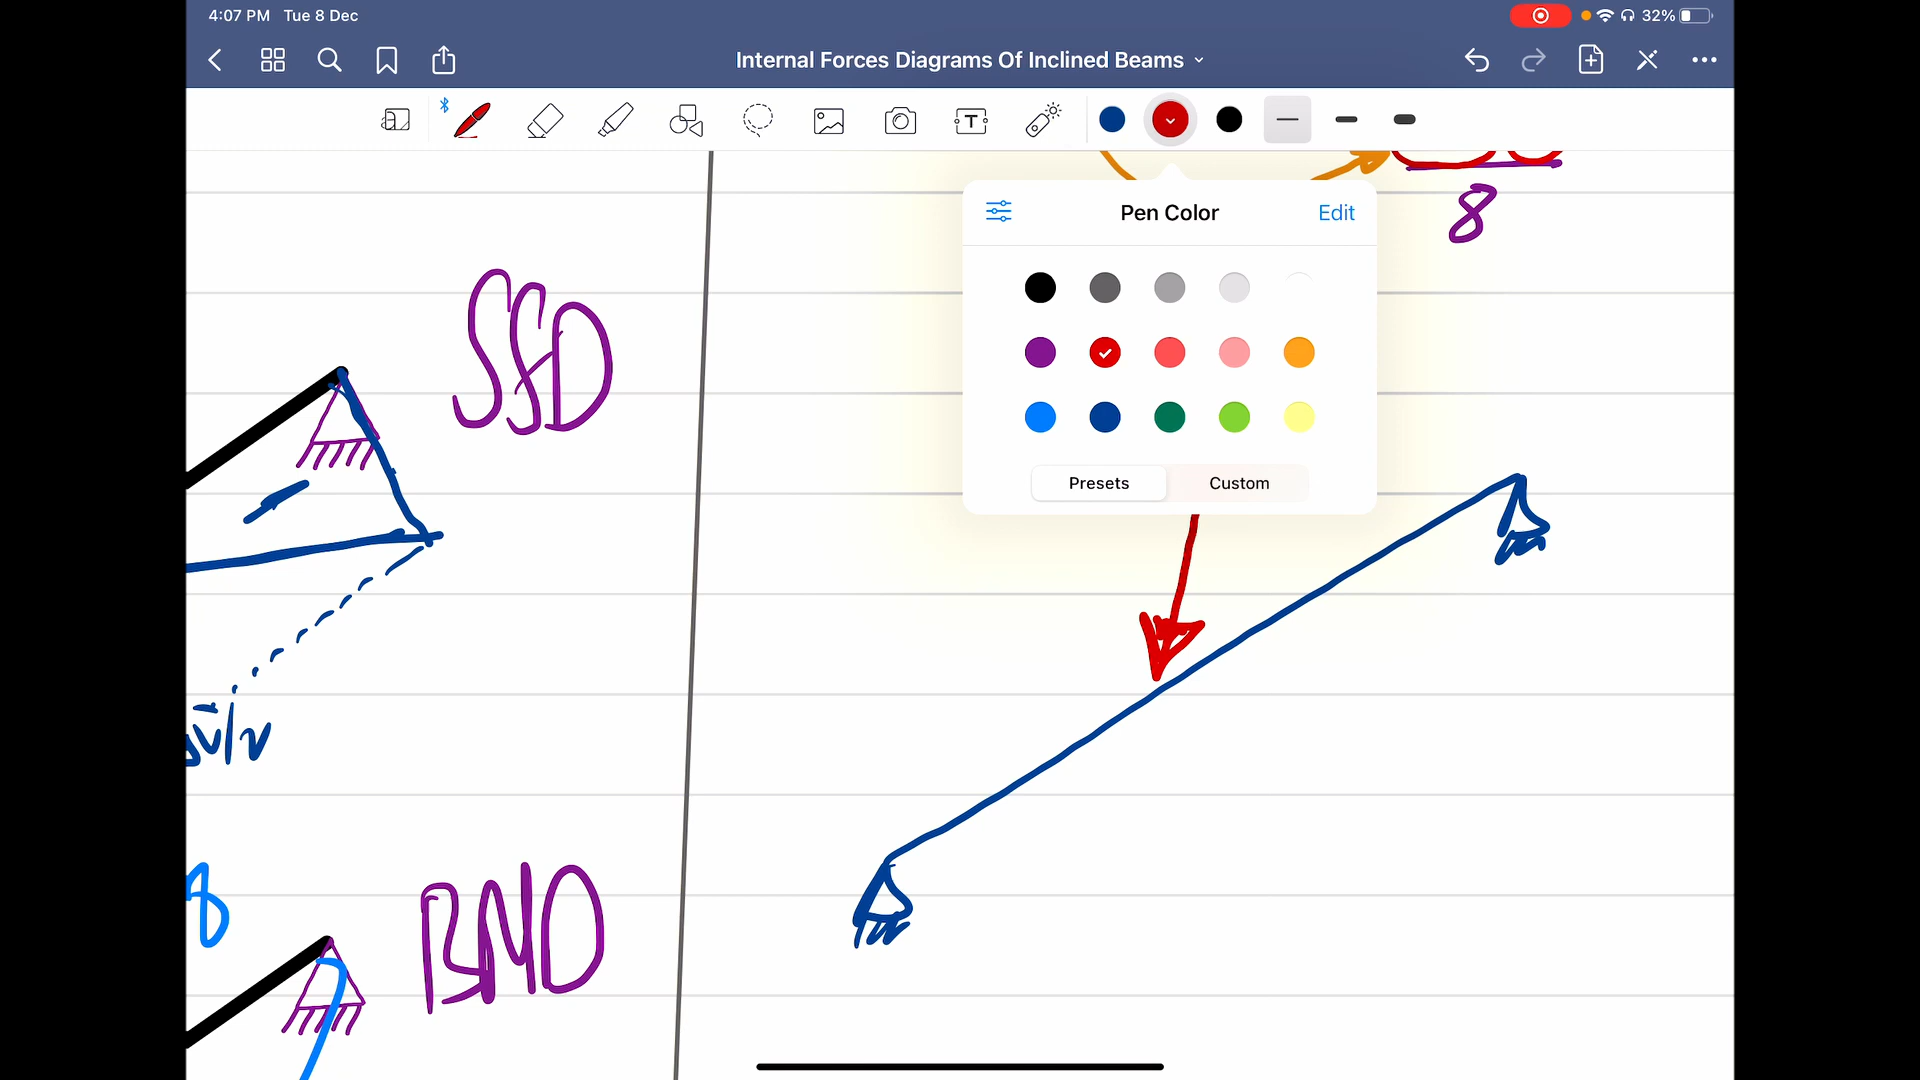 4:07 PM Tue 8 Dec
32%
Internal Forces Diagrams Of Inclined Beams
T
Pen Color
Edit
8
SFD
Presets
Custom
8
BMD